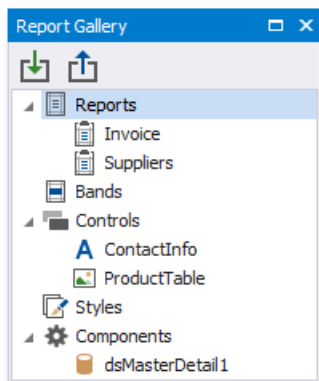 Report Gallery
Reports
Invoice
Suppliers
Bands
Controls
A ContactInfo
ProductTable
Styles
Components
dsMasterDetail1